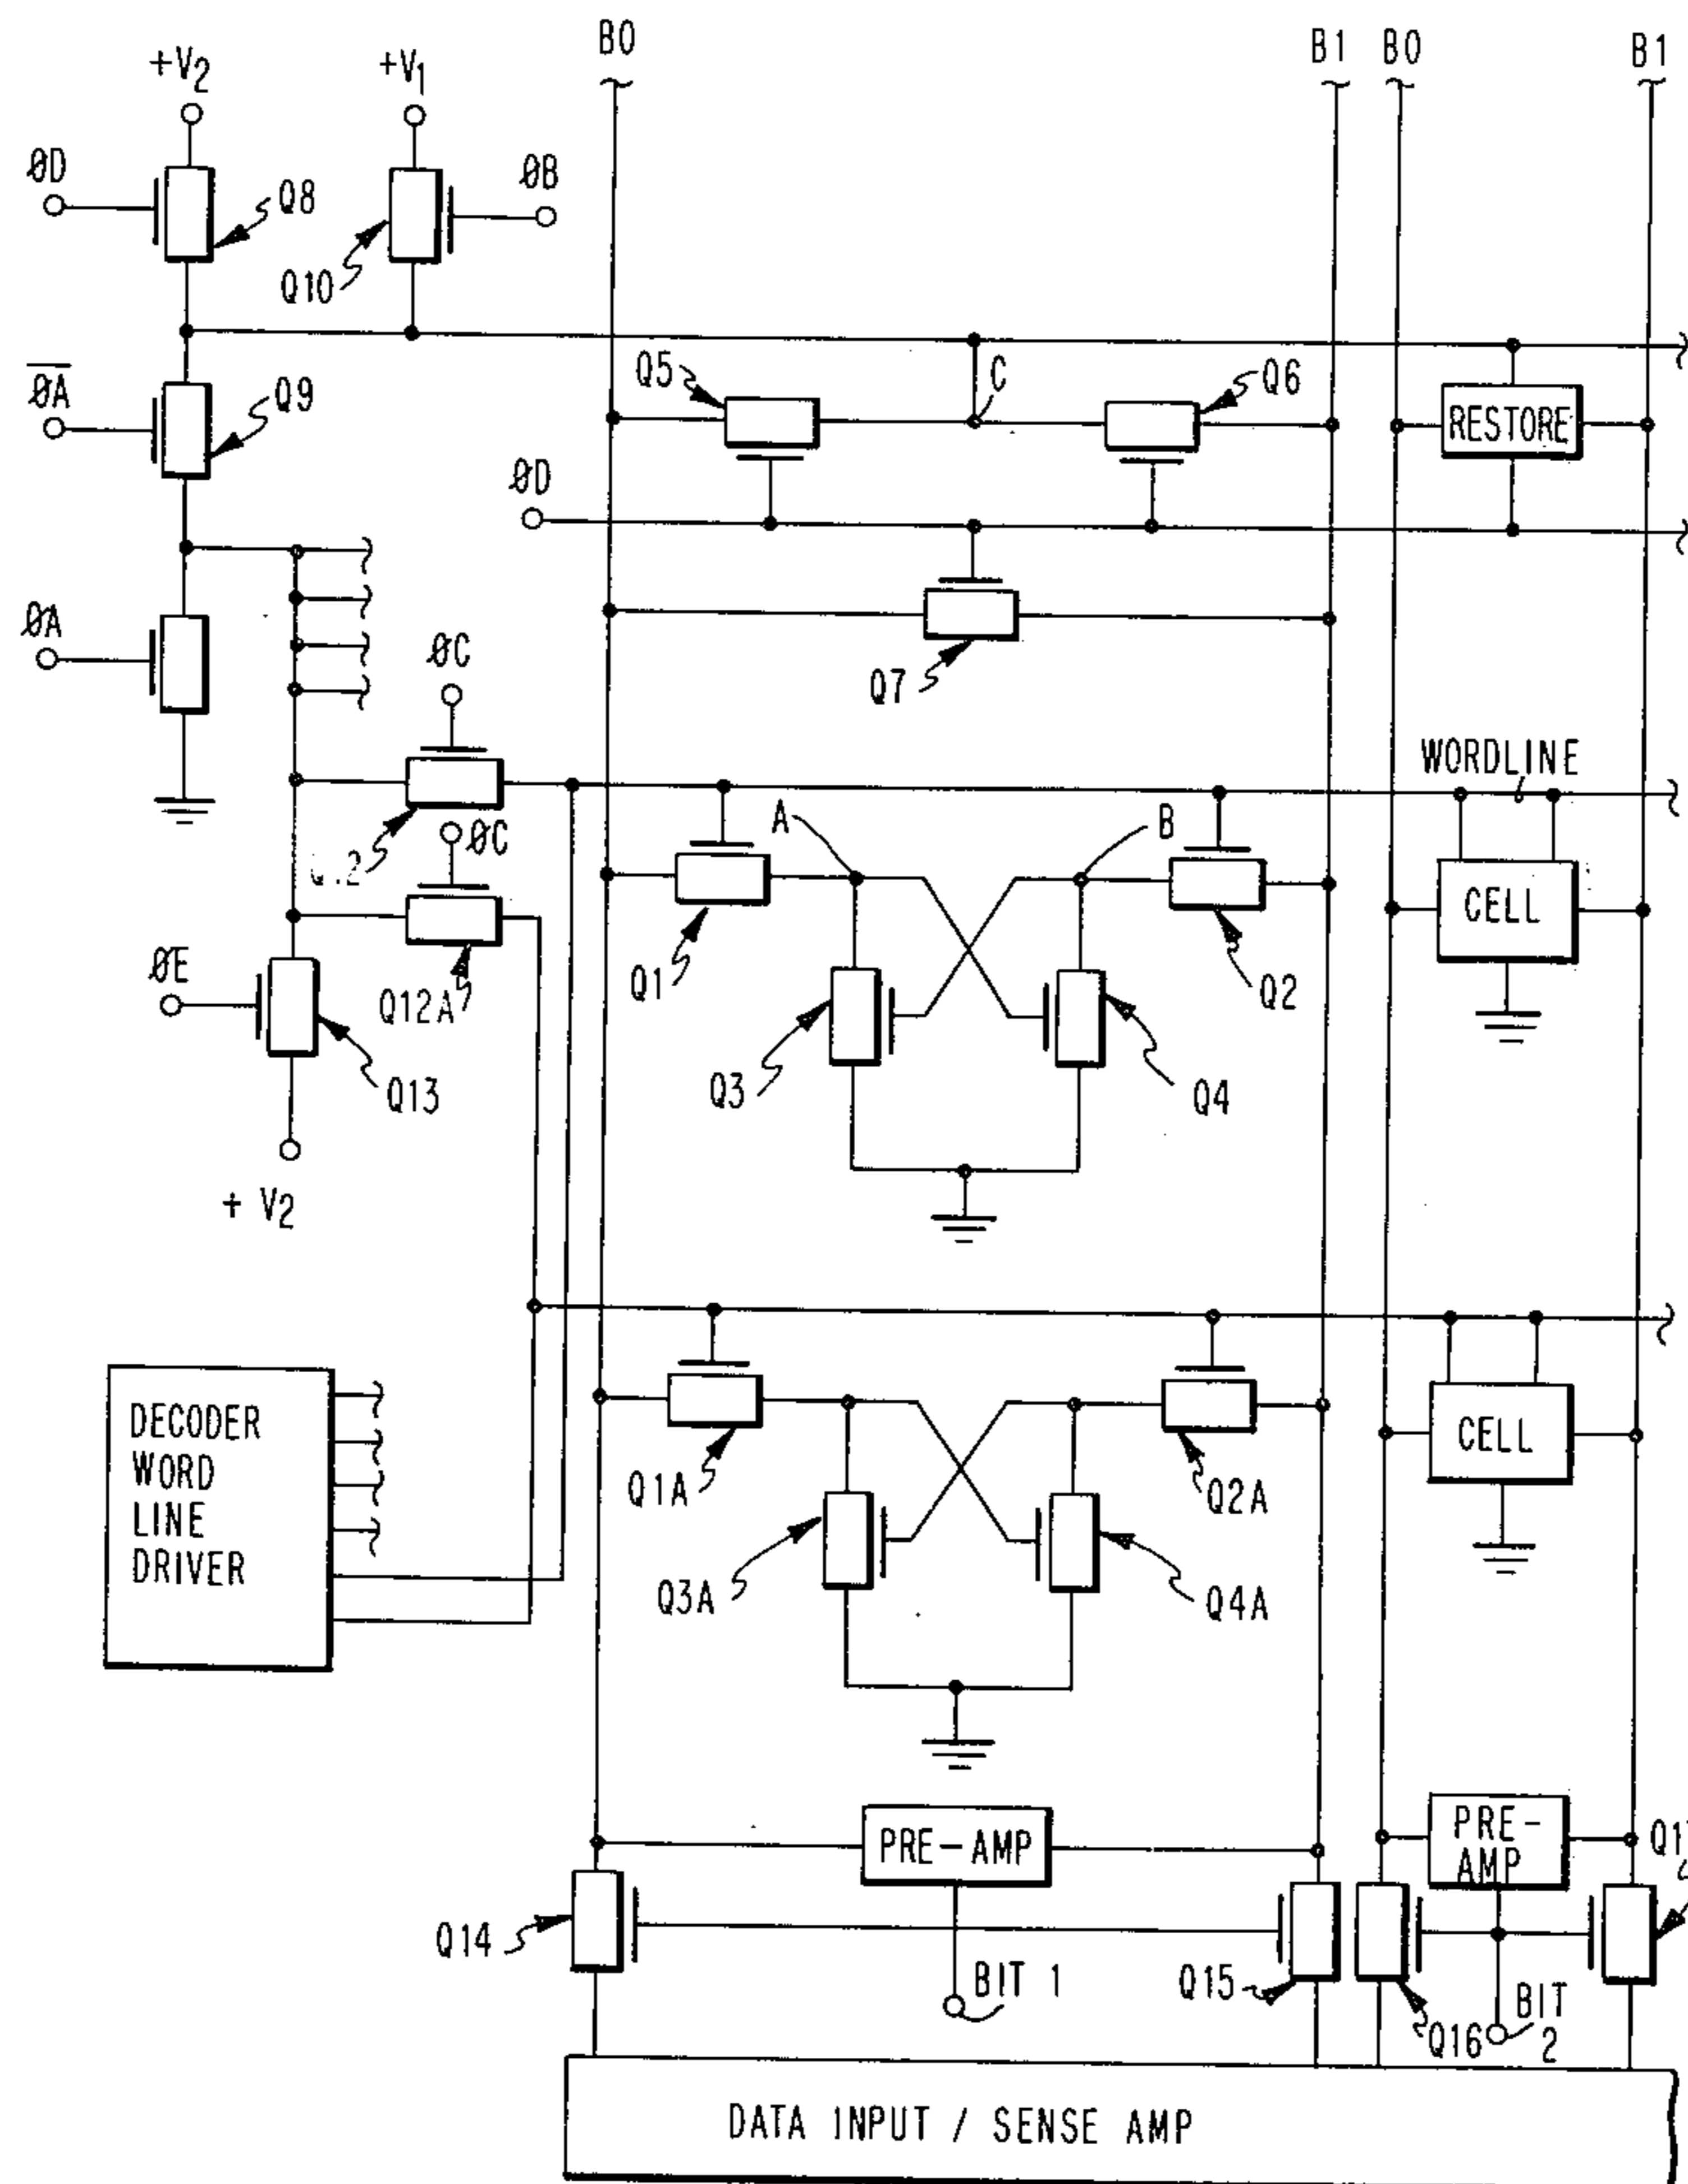 B0 B1 B0 B1
+V2 +V1
ØD Q8 ØB
Q10
Q5 C Q6
RESTORE
ØA Q9
ØD
ØA
ØC
Q7
WORDLINE
ØC
A B
CELL
ØE Q12A Q1 Q2
Q13 Q3 Q4
+ V2
DECODER
WORD
LINE
DRIVER
CELL
Q1A Q2A
Q3A Q4A
PRE-AMP
PRE-
AMP
Q14 BIT 1 Q15 Q16 BIT
2
DATA INPUT / SENSE AMP